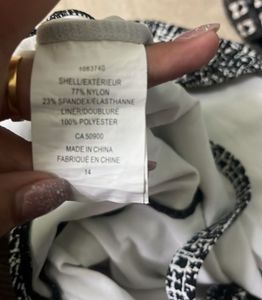 1083740
SHELL/EXTÉRIEUR
77% NYLON
23% SPANDEX/ÉLASTHANNE
LINER/DOUBLURE
100% POLYESTER
CA 50900
MADE IN CHINA
FABRIQUÉ EN CHINE
14